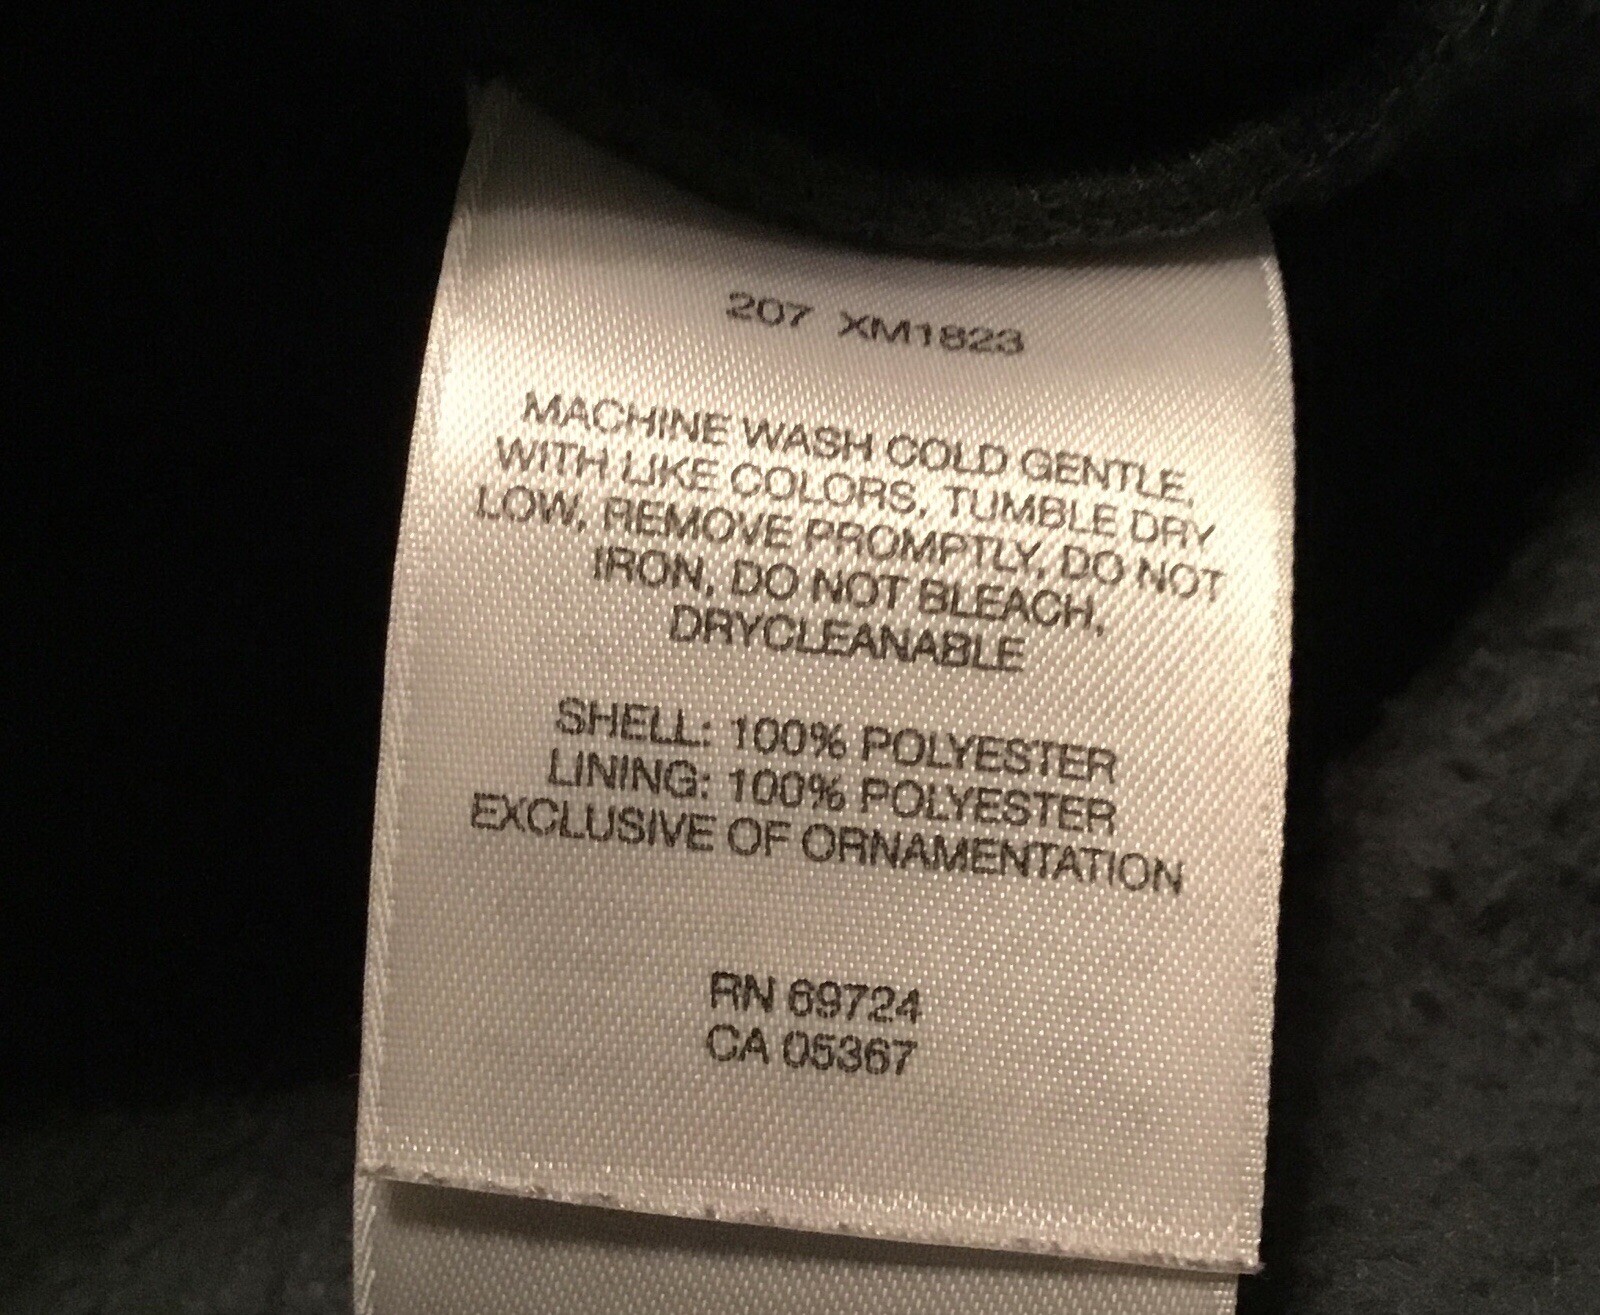 207 XM1823
MACHINE WASH COLD GENTLE,
WITH LIKE COLORS, TUMBLE DRY
LOW, REMOVE PROMPTLY, DO NOT
IRON, DO NOT BLEACH,
DRYCLEANABLE
SHELL: 100% POLYESTER
LINING: 100% POLYESTER
EXCLUSIVE OF ORNAMENTATION
RN 69724
CA 05367